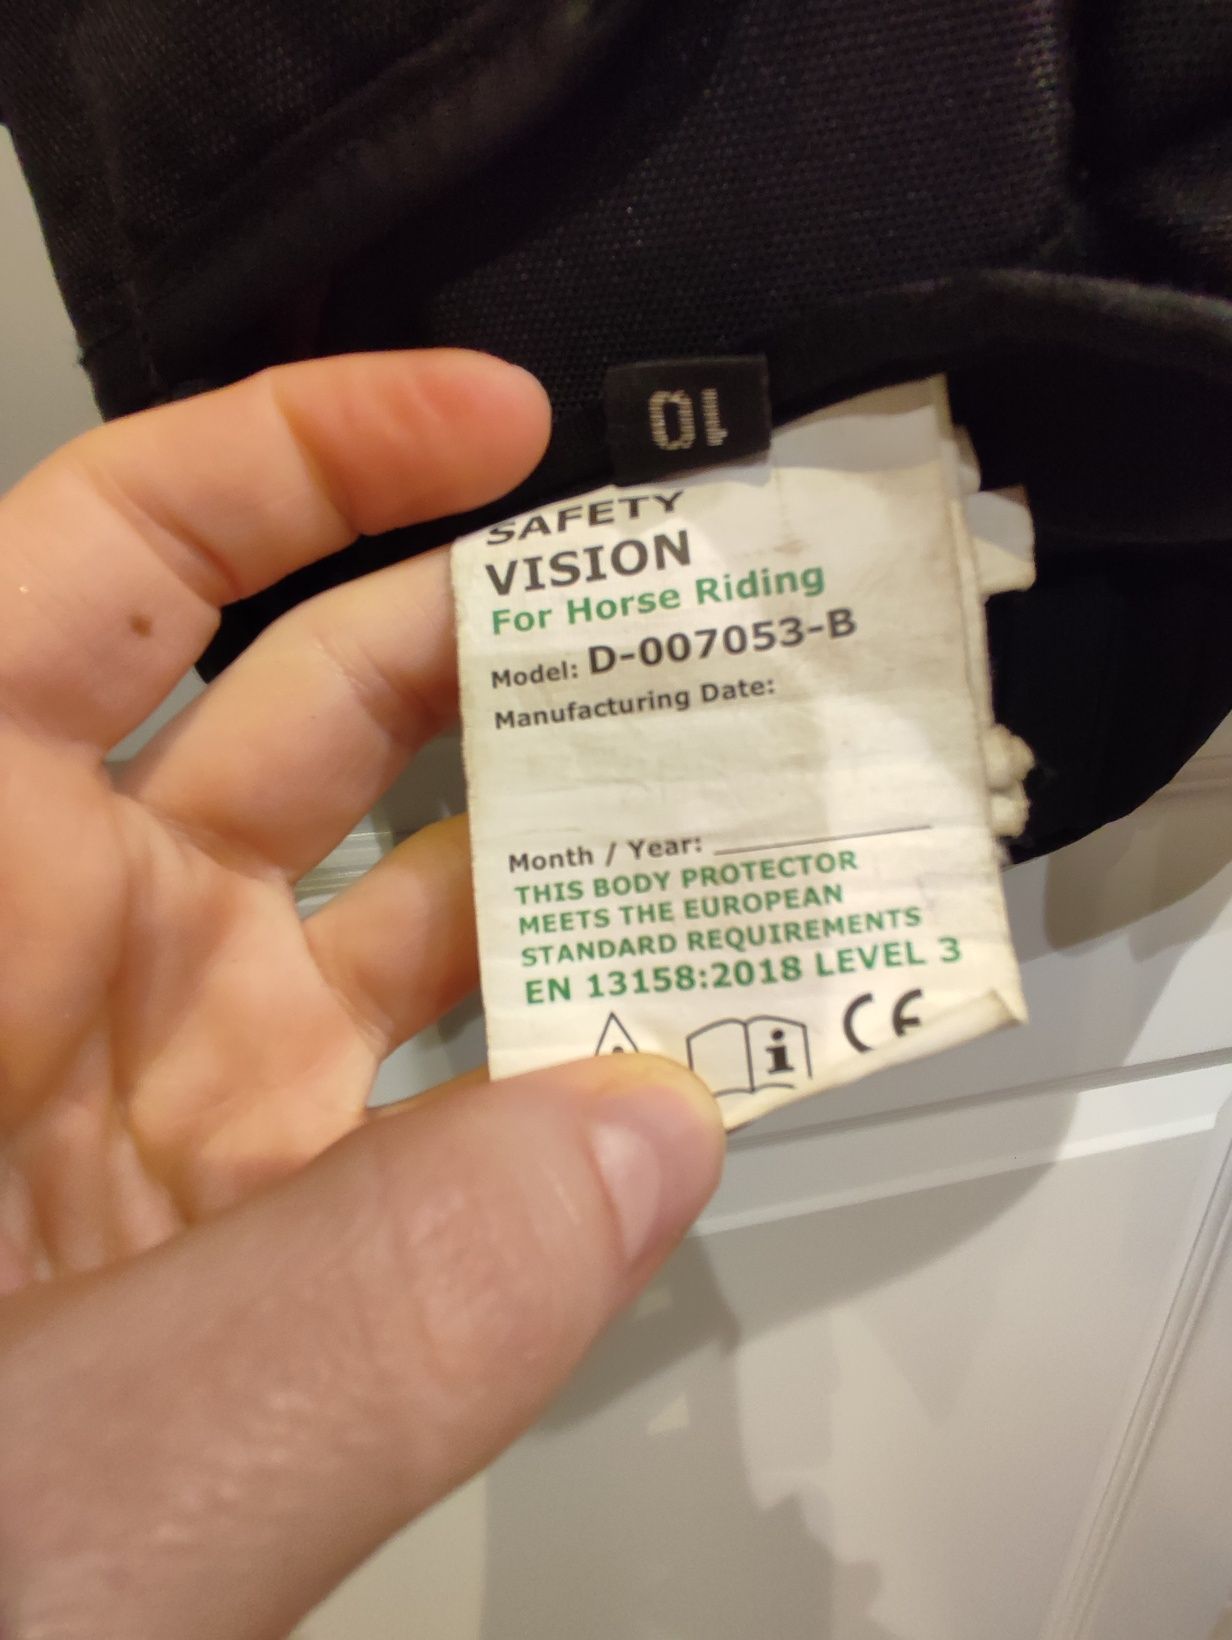 10
SAFETY
VISION
For Horse Riding
Model: D-007053-B
Manufacturing Date:
Month / Year:
THIS BODY PROTECTOR
MEETS THE EUROPEAN
STANDARD REQUIREMENTS
EN 13158:2018 LEVEL 3
i CE